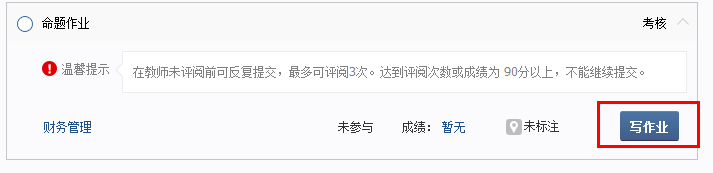 命题作业 考核
温馨提示 在教师未评阅前可反复提交，最多可评阅3次。达到评阅次数或成绩为 90分以上，不能继续提交。
财务管理 未参与 成绩： 暂无 未标注 写作业